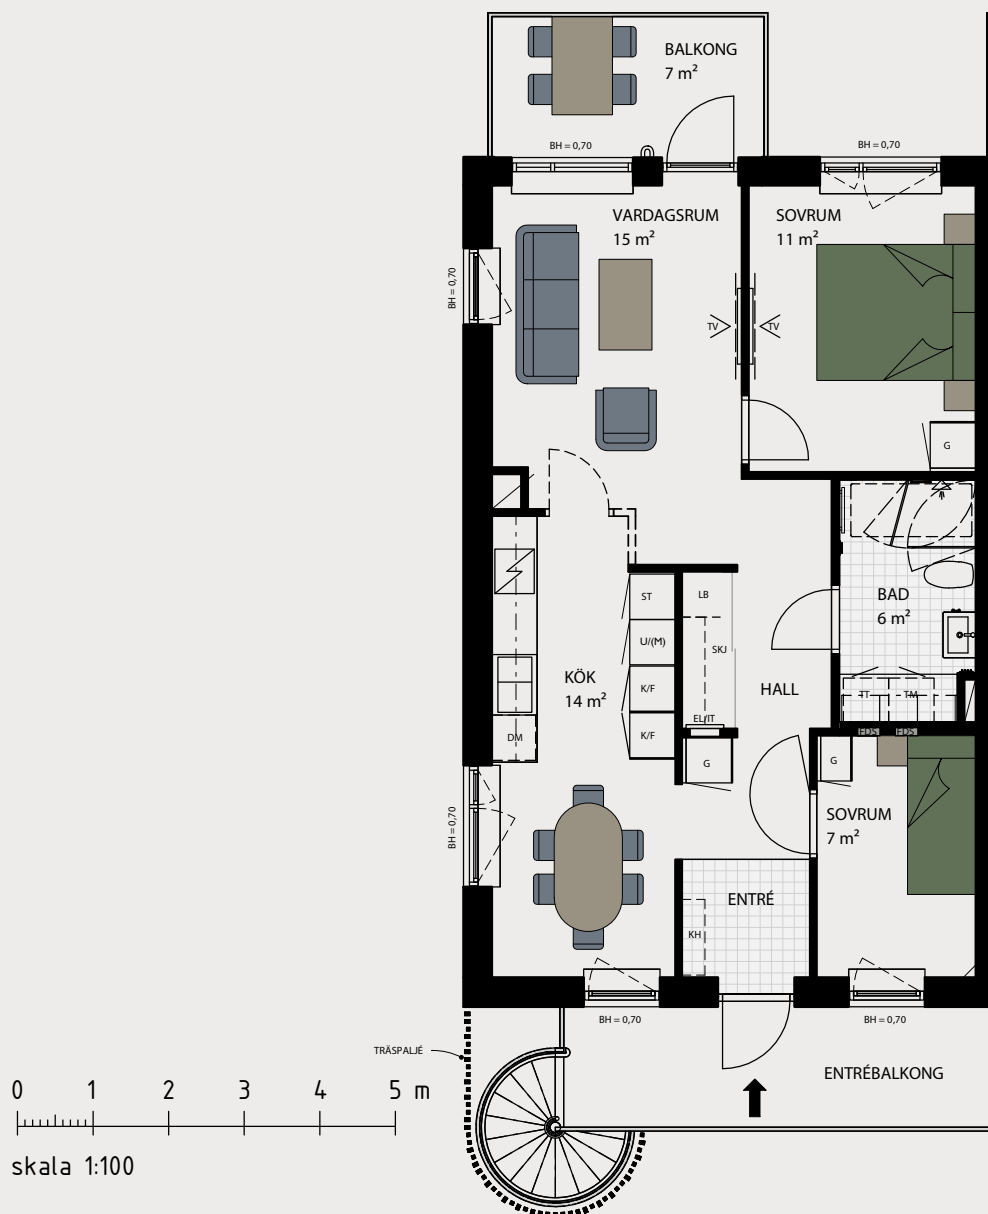 BALKONG
7 m²
BH = 0,70
BH = 0,70
VARDAGSRUM
15 m²
SOVRUM
11 m²
BH = 0,70
TV
TV
G
ST
LB
BAD
6 m²
U/(M)
SKJ
KÖK
14 m²
K/F
HALL
TT
TM
EL/IT
DM
K/F
FDS
FDS
G
G
SOVRUM
7 m²
BH = 0,70
ENTRÉ
KH
BH = 0,70
BH = 0,70
TRÄSPALJÉ
ENTRÉBALKONG
0 1 2 3 4 5 m
skala 1:100